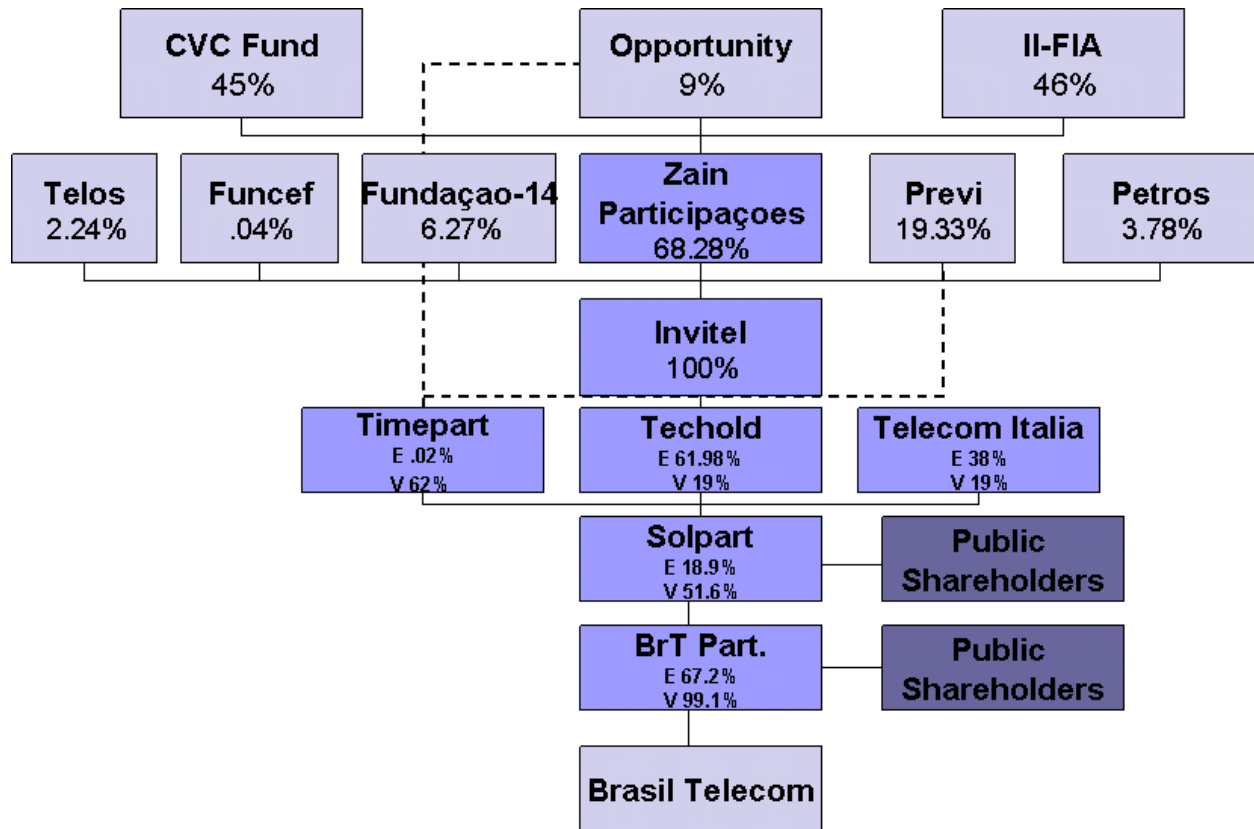 CVC Fund
45%
Opportunity
9%
II-FIA
46%
Telos
2.24%
Funcef
.04%
Fundaçao-14
6.27%
Zain
Participaçoes
68.28%
Previ
19.33%
Petros
3.78%
Invitel
100%
Timepart
E .02%
V 62%
Techold
E 61.98%
V 19%
Telecom Italia
E 38%
V 19%
Solpart
E 18.9%
V 51.6%
Public
Shareholders
BrT Part.
E 67.2%
V 99.1%
Public
Shareholders
Brasil Telecom